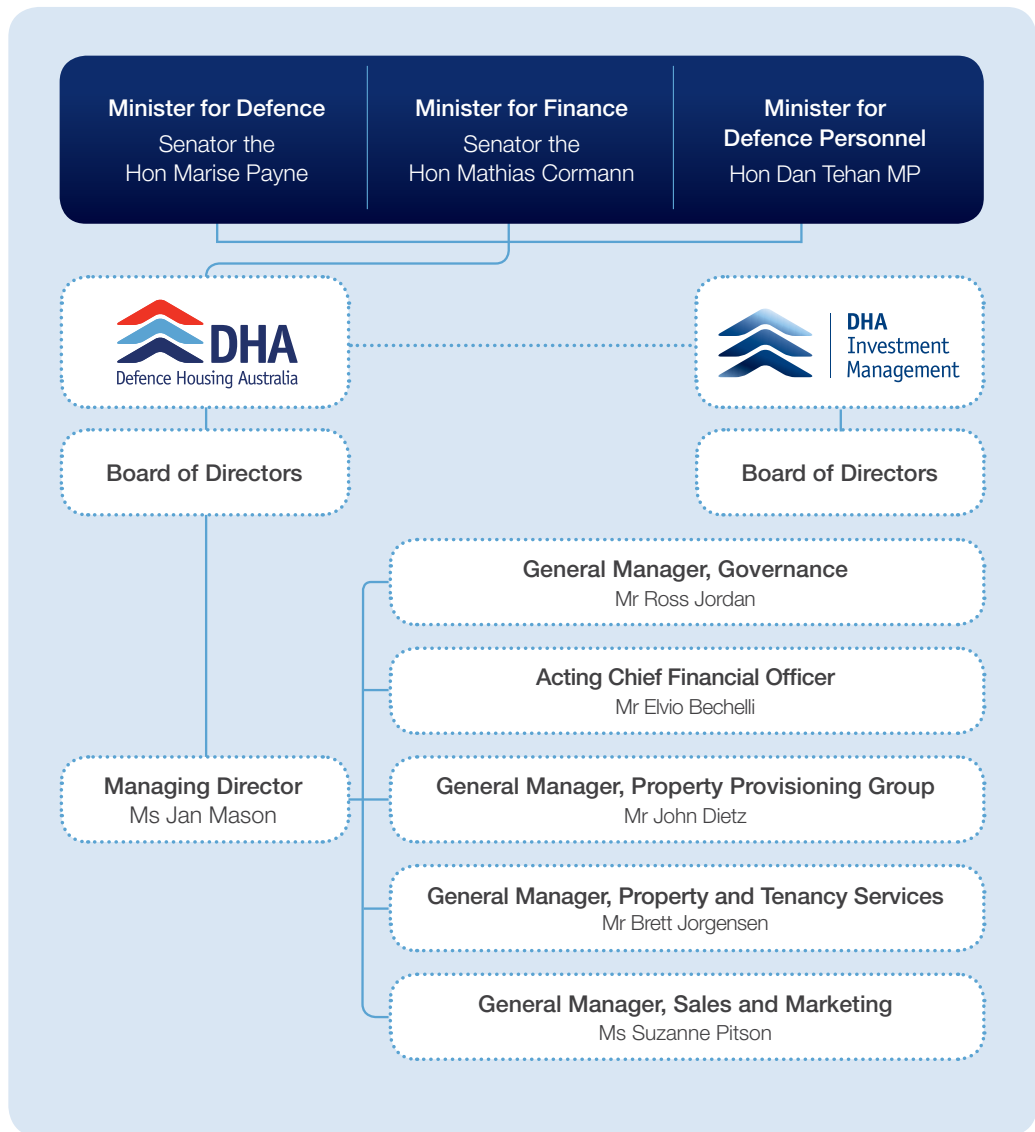 Minister for Defence
Senator the
Hon Marise Payne
Minister for Finance
Senator the
Hon Mathias Cormann
Minister for
Defence Personnel
Hon Dan Tehan MP
DHA
Defence Housing Australia
DHA
Investment
Management
Board of Directors
Board of Directors
General Manager, Governance
Mr Ross Jordan
Acting Chief Financial Officer
Mr Elvio Bechelli
Managing Director
Ms Jan Mason
General Manager, Property Provisioning Group
Mr John Dietz
General Manager, Property and Tenancy Services
Mr Brett Jorgensen
General Manager, Sales and Marketing
Ms Suzanne Pitson